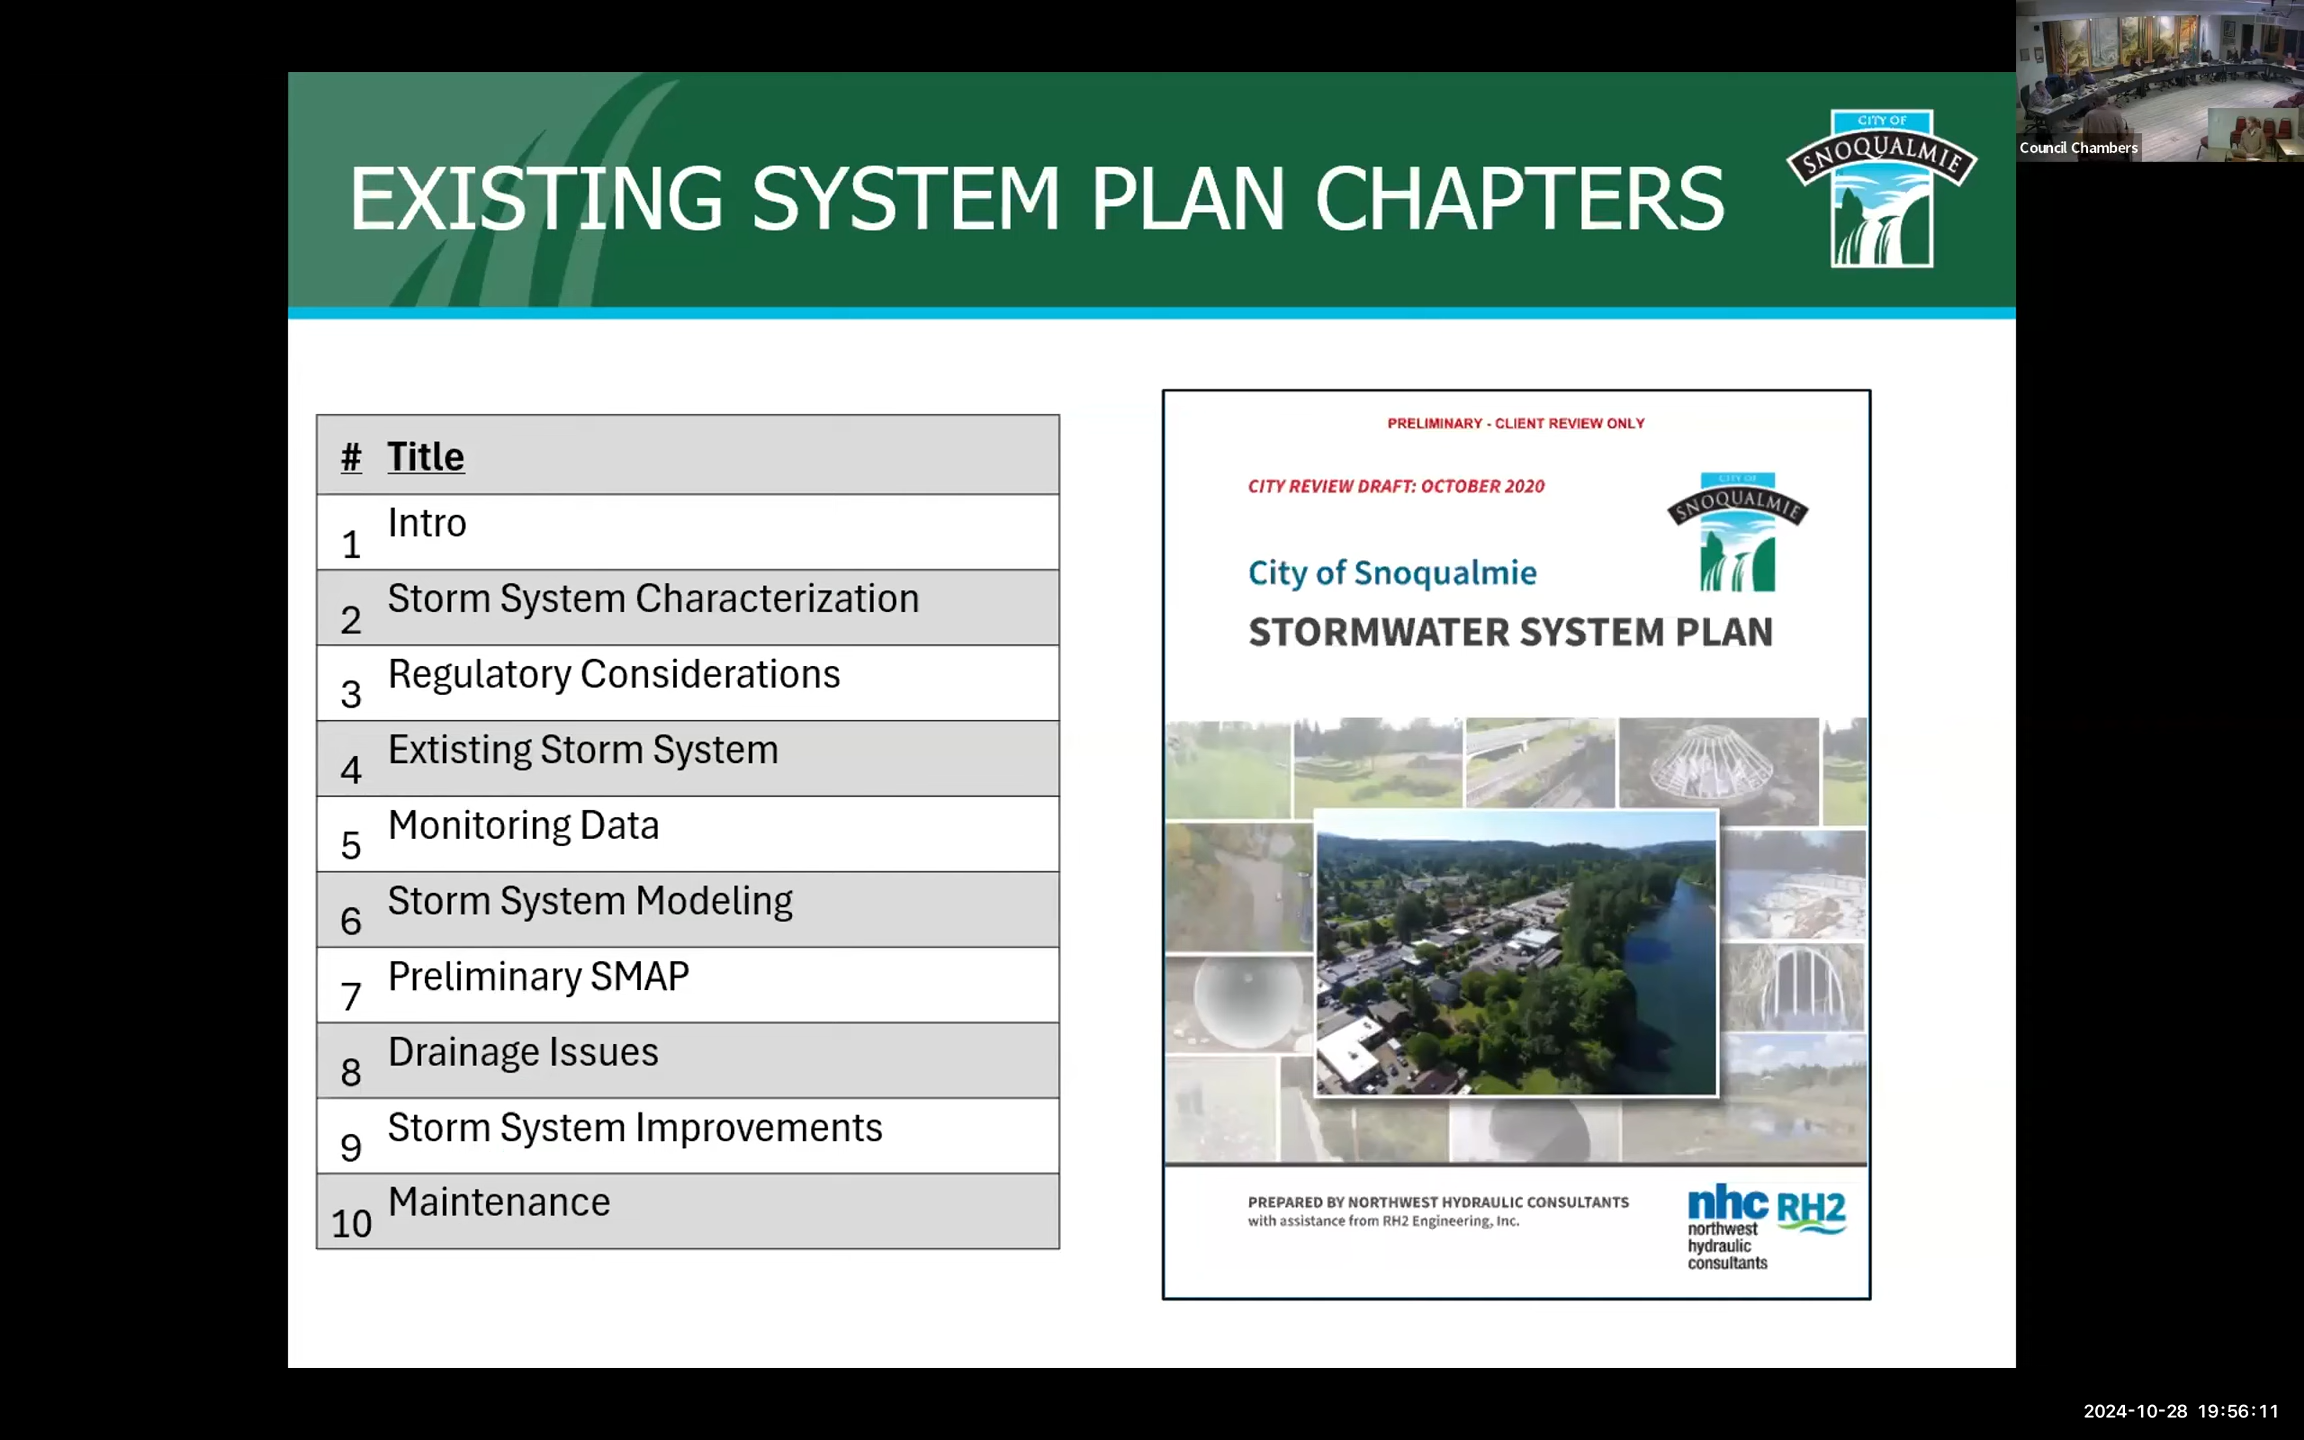 EXISTING SYSTEM PLAN CHAPTERS
CITY OF
SNOQUALMIE
Council Chambers
# Title
1 Intro
2 Storm System Characterization
3 Regulatory Considerations
4 Extisting Storm System
5 Monitoring Data
6 Storm System Modeling
7 Preliminary SMAP
8 Drainage Issues
9 Storm System Improvements
10 Maintenance
PRELIMINARY - CLIENT REVIEW ONLY
CITY REVIEW DRAFT: OCTOBER 2020
CITY OF
SNOQUALMIE
City of Snoqualmie
STORMWATER SYSTEM PLAN
PREPARED BY NORTHWEST HYDRAULIC CONSULTANTS
with assistance from RH2 Engineering, Inc.
nhc RH2
northwest
hydraulic
consultants
2024-10-28 19:56:11